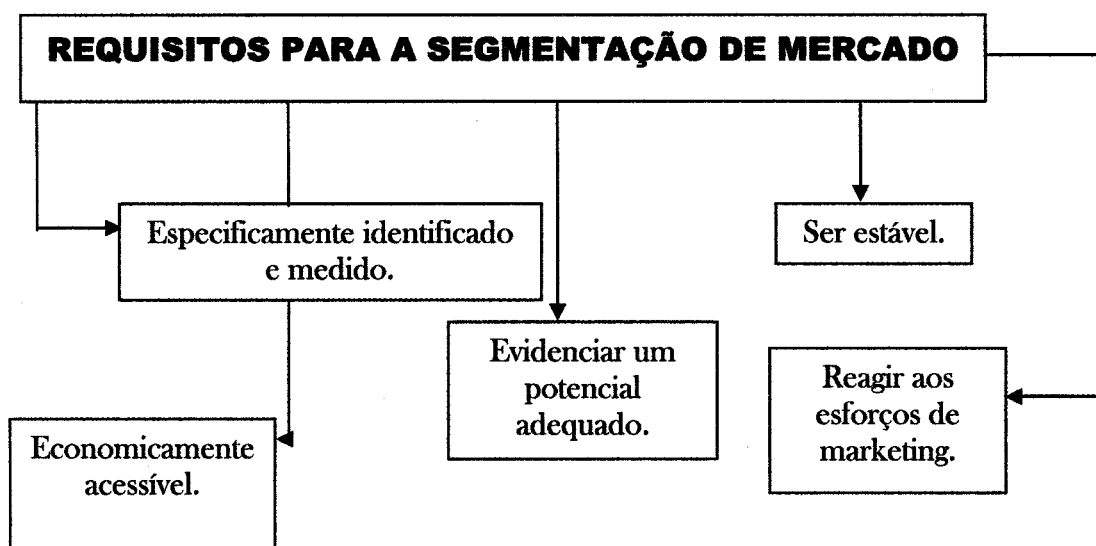 REQUISITOS PARA A SEGMENTAÇÃO DE MERCADO
Especificamente identificado
e medido.
Ser estável.
Evidenciar um
potencial
adequado.
Reagir aos
esforços de
marketing.
Economicamente
acessível.